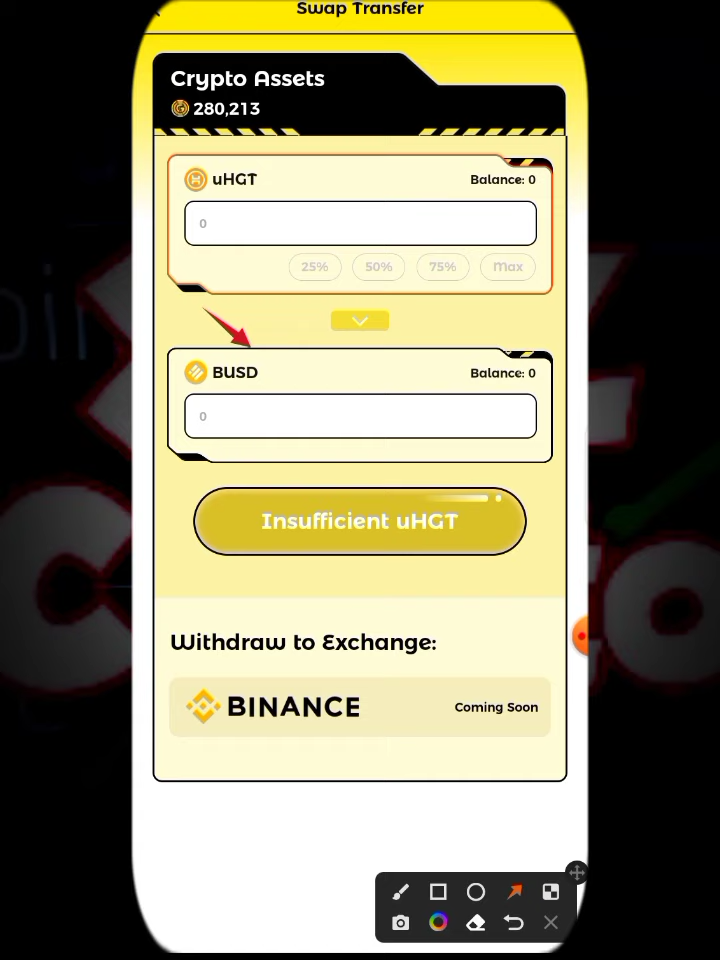 Swap Transfer
Crypto Assets
280,213
uHGT
Balance: 0
0
25% 50% 75% Max
BUSD
Balance: 0
0
Insufficient uHGT
Withdraw to Exchange:
BINANCE
Coming Soon